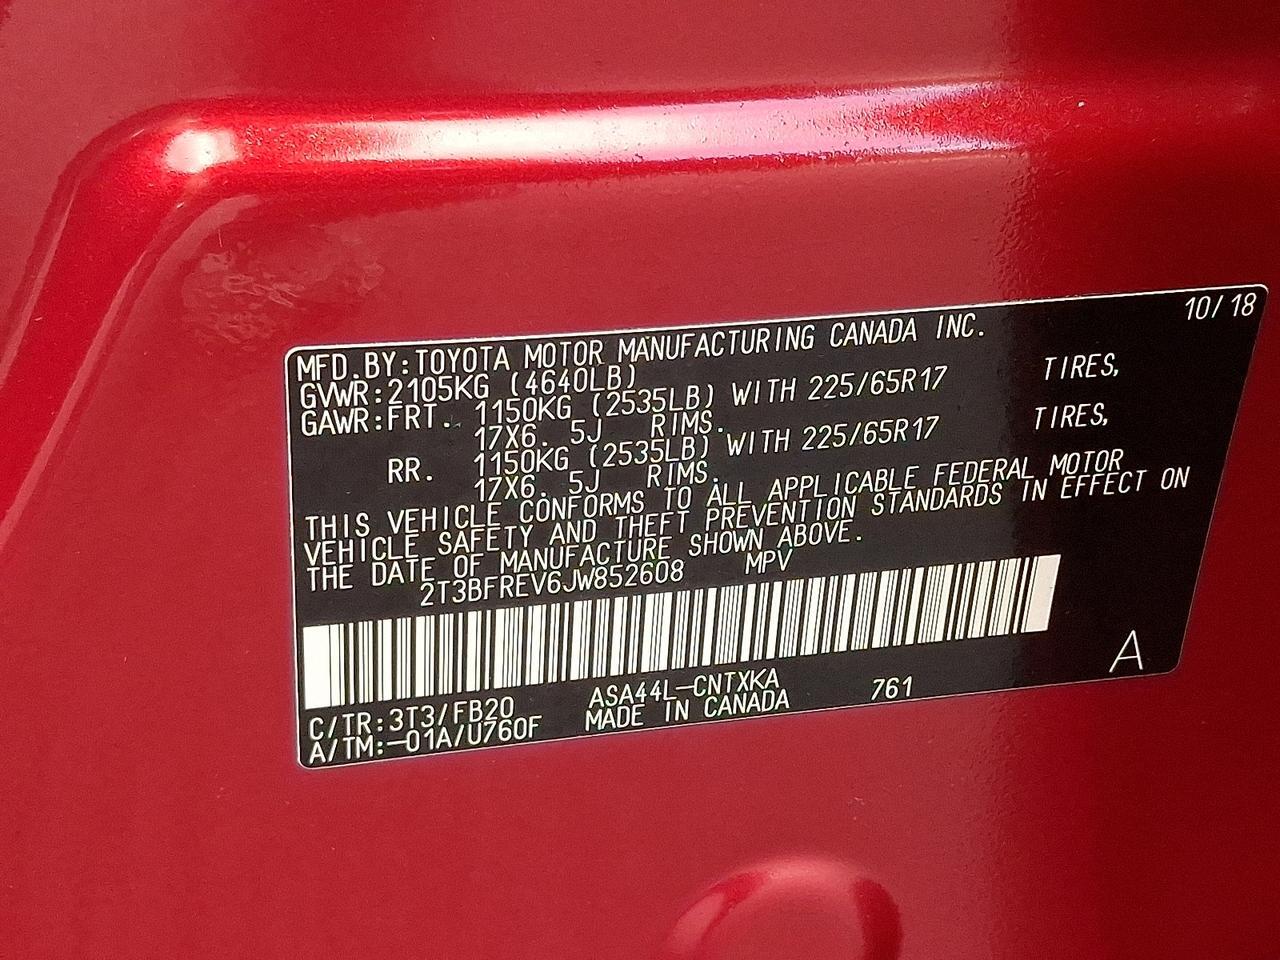 10/18
MFD.BY:TOYOTA MOTOR MANUFACTURING CANADA INC.
GVWR:2105KG (4640LB)
GAWR:FRT. 1150KG (2535LB) WITH 225/65R17 TIRES,
17X6. 5J RIMS.
RR. 1150KG (2535LB) WITH 225/65R17 TIRES,
17X6. 5J RIMS.
THIS VEHICLE CONFORMS TO ALL APPLICABLE FEDERAL MOTOR
VEHICLE SAFETY AND THEFT PREVENTION STANDARDS IN EFFECT ON
THE DATE OF MANUFACTURE SHOWN ABOVE.
2T3BFREV6JW852608 MPV
C/TR:3T3/FB20 ASA44L-CNTXKA 761
A/TM:-01A/U760F MADE IN CANADA
A